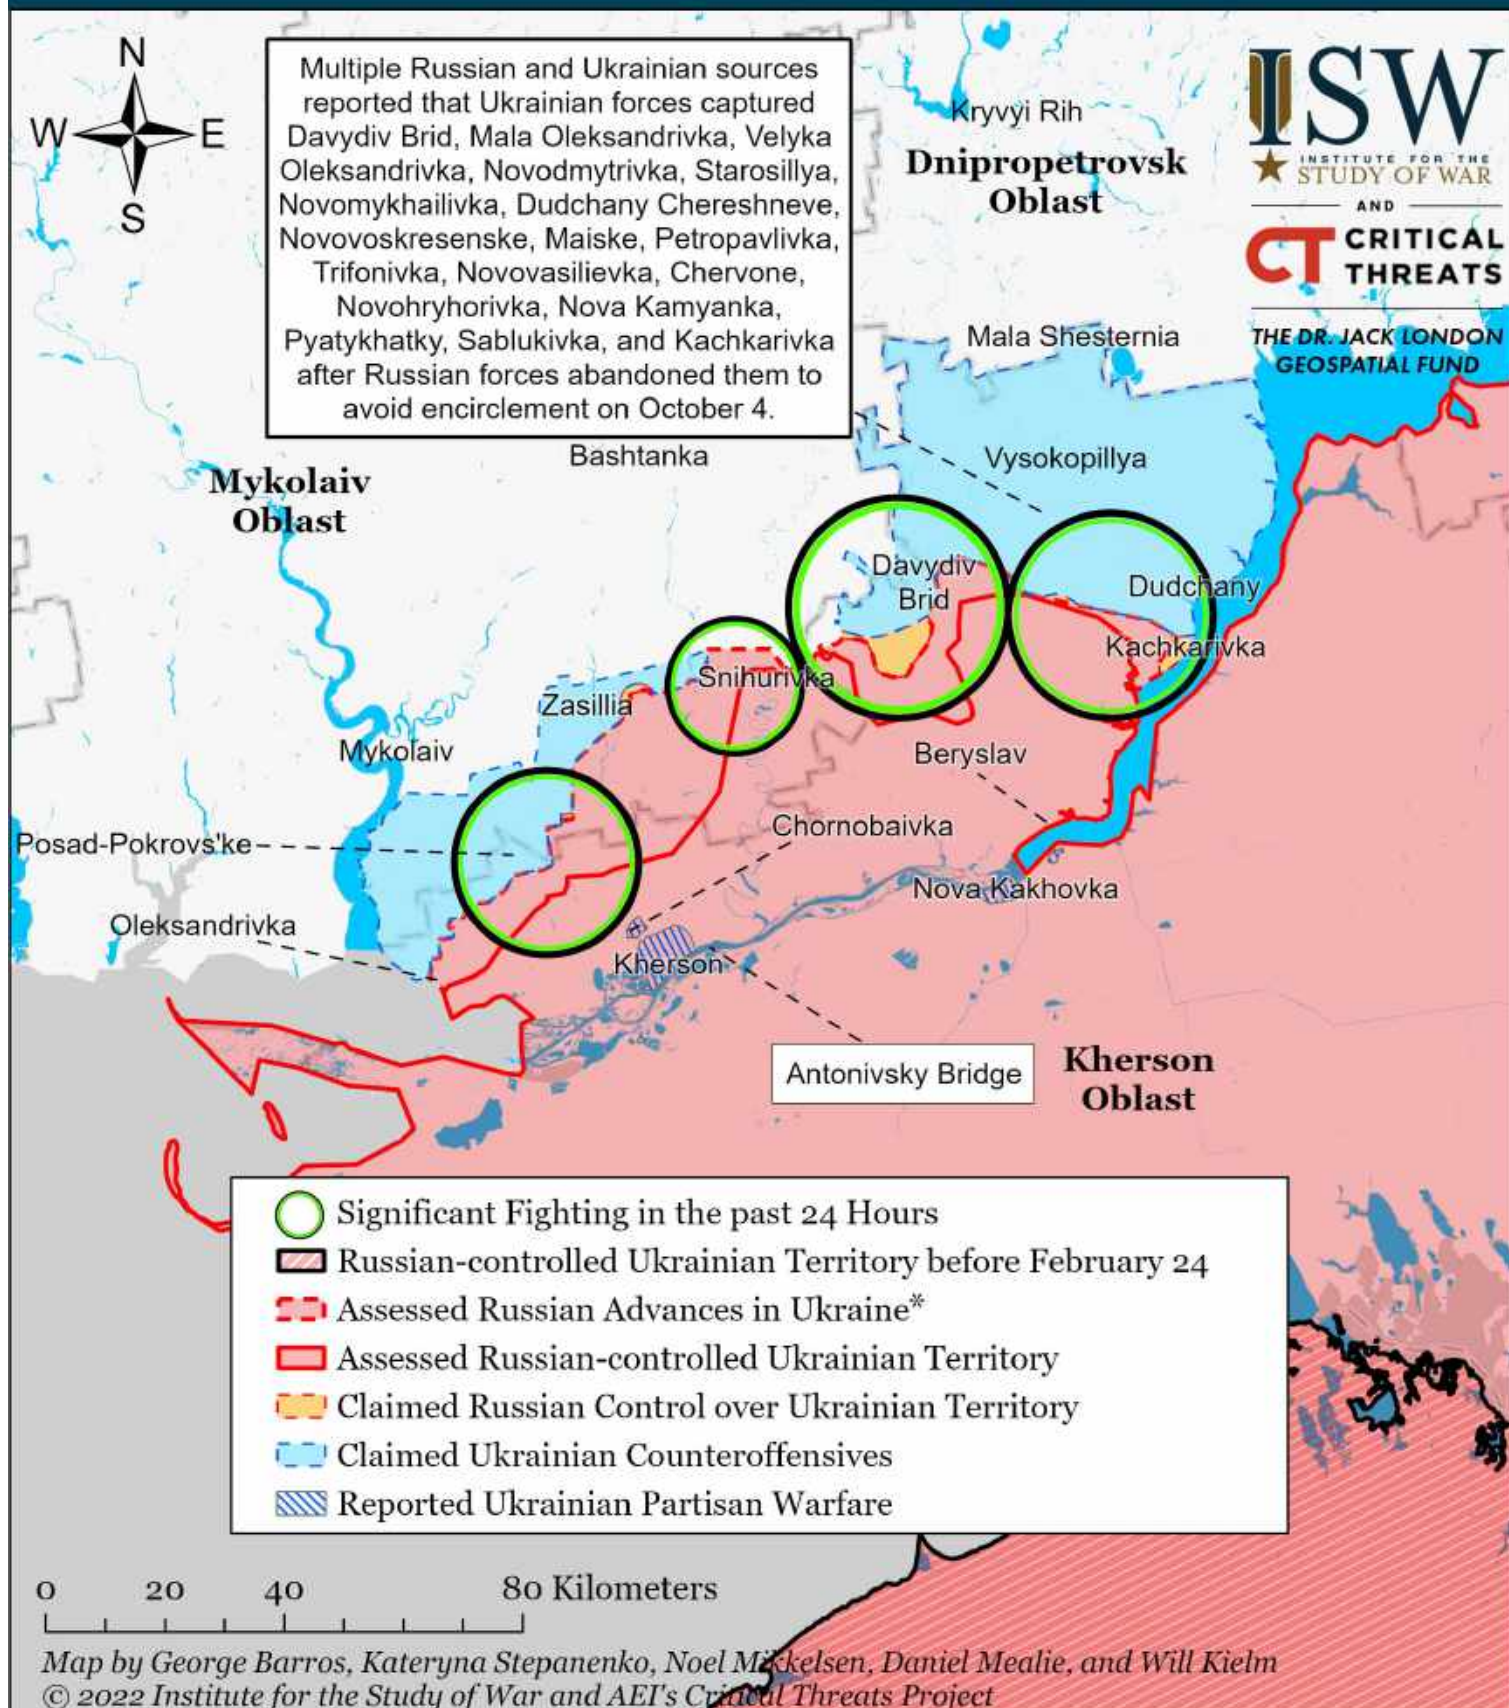 N
W E
S
Multiple Russian and Ukrainian sources
reported that Ukrainian forces captured
Davydiv Brid, Mala Oleksandrivka, Velyka
Oleksandrivka, Novodmytrivka, Starosillya,
Novomykhailivka, Dudchany Chereshneve,
Novovoskresenske, Maiske, Petropavlivka,
Trifonivka, Novovasilievka, Chervone,
Novohryhorivka, Nova Kamyanka,
Pyatykhatky, Sablukivka, and Kachkarivka
after Russian forces abandoned them to
avoid encirclement on October 4.
Kryvyi Rih
Dnipropetrovsk
Oblast
ISW
INSTITUTE FOR THE
STUDY OF WAR
AND
CT CRITICAL
THREATS
THE DR. JACK LONDON
GEOSPATIAL FUND
Mala Shesternia
Bashtanka
Vysokopillya
Mykolaiv
Oblast
Davydiv
Brid
Dudchany
Kachkarivka
Snihurivka
Zasillia
Mykolaiv
Beryslav
Chornobaivka
Posad-Pokrovs'ke
Nova Kakhovka
Oleksandrivka
Kherson
Antonivsky Bridge
Kherson
Oblast
Significant Fighting in the past 24 Hours
Russian-controlled Ukrainian Territory before February 24
Assessed Russian Advances in Ukraine*
Assessed Russian-controlled Ukrainian Territory
Claimed Russian Control over Ukrainian Territory
Claimed Ukrainian Counteroffensives
Reported Ukrainian Partisan Warfare
0 20 40 80 Kilometers
Map by George Barros, Kateryna Stepanenko, Noel Mikkelsen, Daniel Mealie, and Will Kielm
© 2022 Institute for the Study of War and AEI's Critical Threats Project